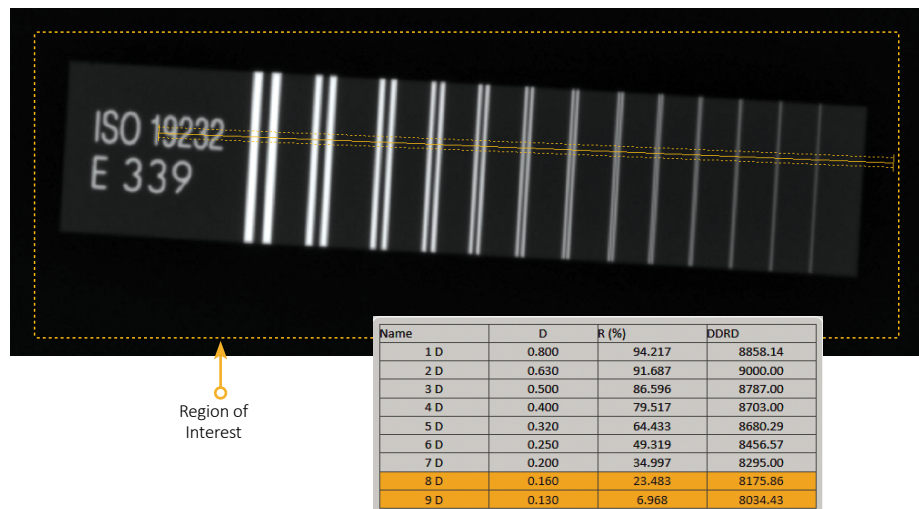 ISO 19232
E 339
Region of
Interest
Name D R (%) DDRD
1 D 0.800 94.217 8858.14
2 D 0.630 91.687 9000.00
3 D 0.500 86.596 8787.00
4 D 0.400 79.517 8703.00
5 D 0.320 64.433 8680.29
6 D 0.250 49.319 8456.57
7 D 0.200 34.997 8295.00
8 D 0.160 23.483 8175.86
9 D 0.130 6.968 8034.43